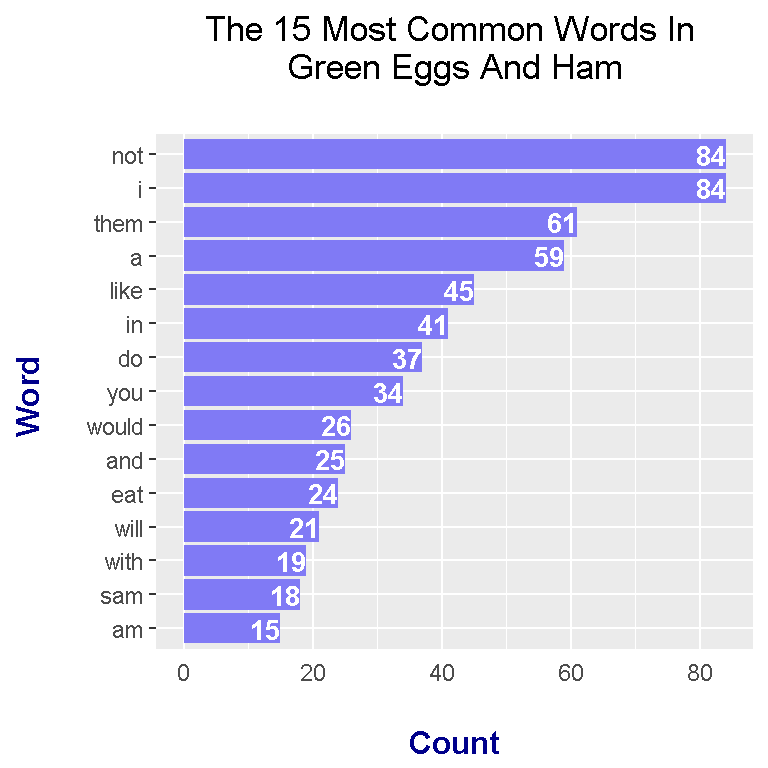 The 15 Most Common Words In
Green Eggs And Ham
not 84
i 84
them 61
a 59
like 45
in 41
do 37
you 34
would 26
and 25
eat 24
will 21
with 19
sam 18
am 15
Word
0 20 40 60 80
Count